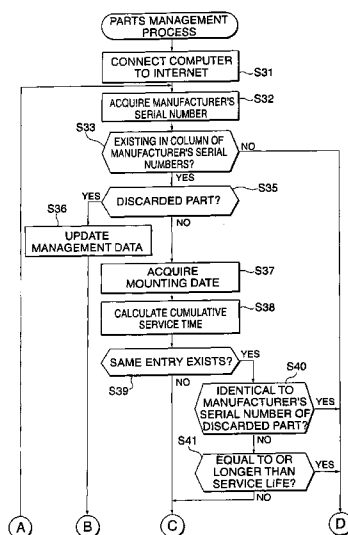 PARTS MANAGEMENT
PROCESS
CONNECT COMPUTER
TO INTERNET
S31
ACQUIRE MANUFACTURER'S
SERIAL NUMBER
S32
S33
EXISTING IN COLUMN OF
MANUFACTURER'S SERIAL
NUMBERS?
NO
YES
S35
DISCARDED PART?
YES
S36
NO
UPDATE
MANAGEMENT DATA
ACQUIRE
MOUNTING DATE
S37
CALCULATE CUMULATIVE
SERVICE TIME
S38
SAME ENTRY EXISTS?
YES
S39
NO
S40
IDENTICAL TO
MANUFACTURER'S
SERIAL NUMBER OF
DISCARDED PART?
YES
NO
S41
EQUAL TO OR
LONGER THAN
SERVICE LIFE?
YES
NO
A
B
C
D